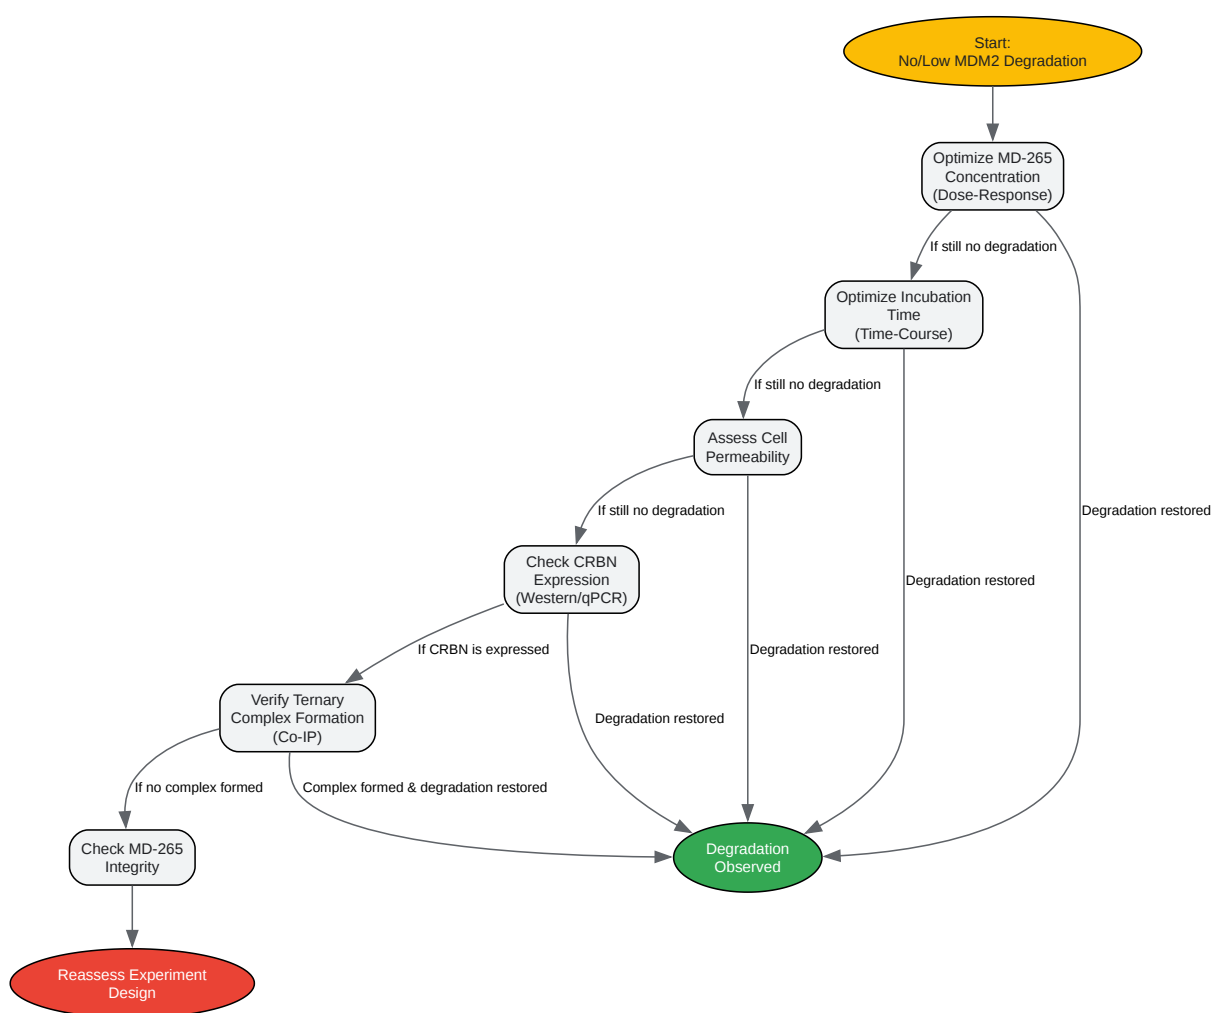 Start:
No/Low MDM2 Degradation
Optimize MD-265
Concentration
(Dose-Response)
If still no degradation
Optimize Incubation
Time
(Time-Course)
If still no degradation
Assess Cell
Permeability
If still no degradation
Degradation restored
Check CRBN
Expression
(Western/qPCR)
Degradation restored
If CRBN is expressed
Degradation restored
Verify Ternary
Complex Formation
(Co-IP)
Degradation restored
If no complex formed
Complex formed & degradation restored
Check MD-265
Integrity
Degradation
Observed
Reassess Experiment
Design